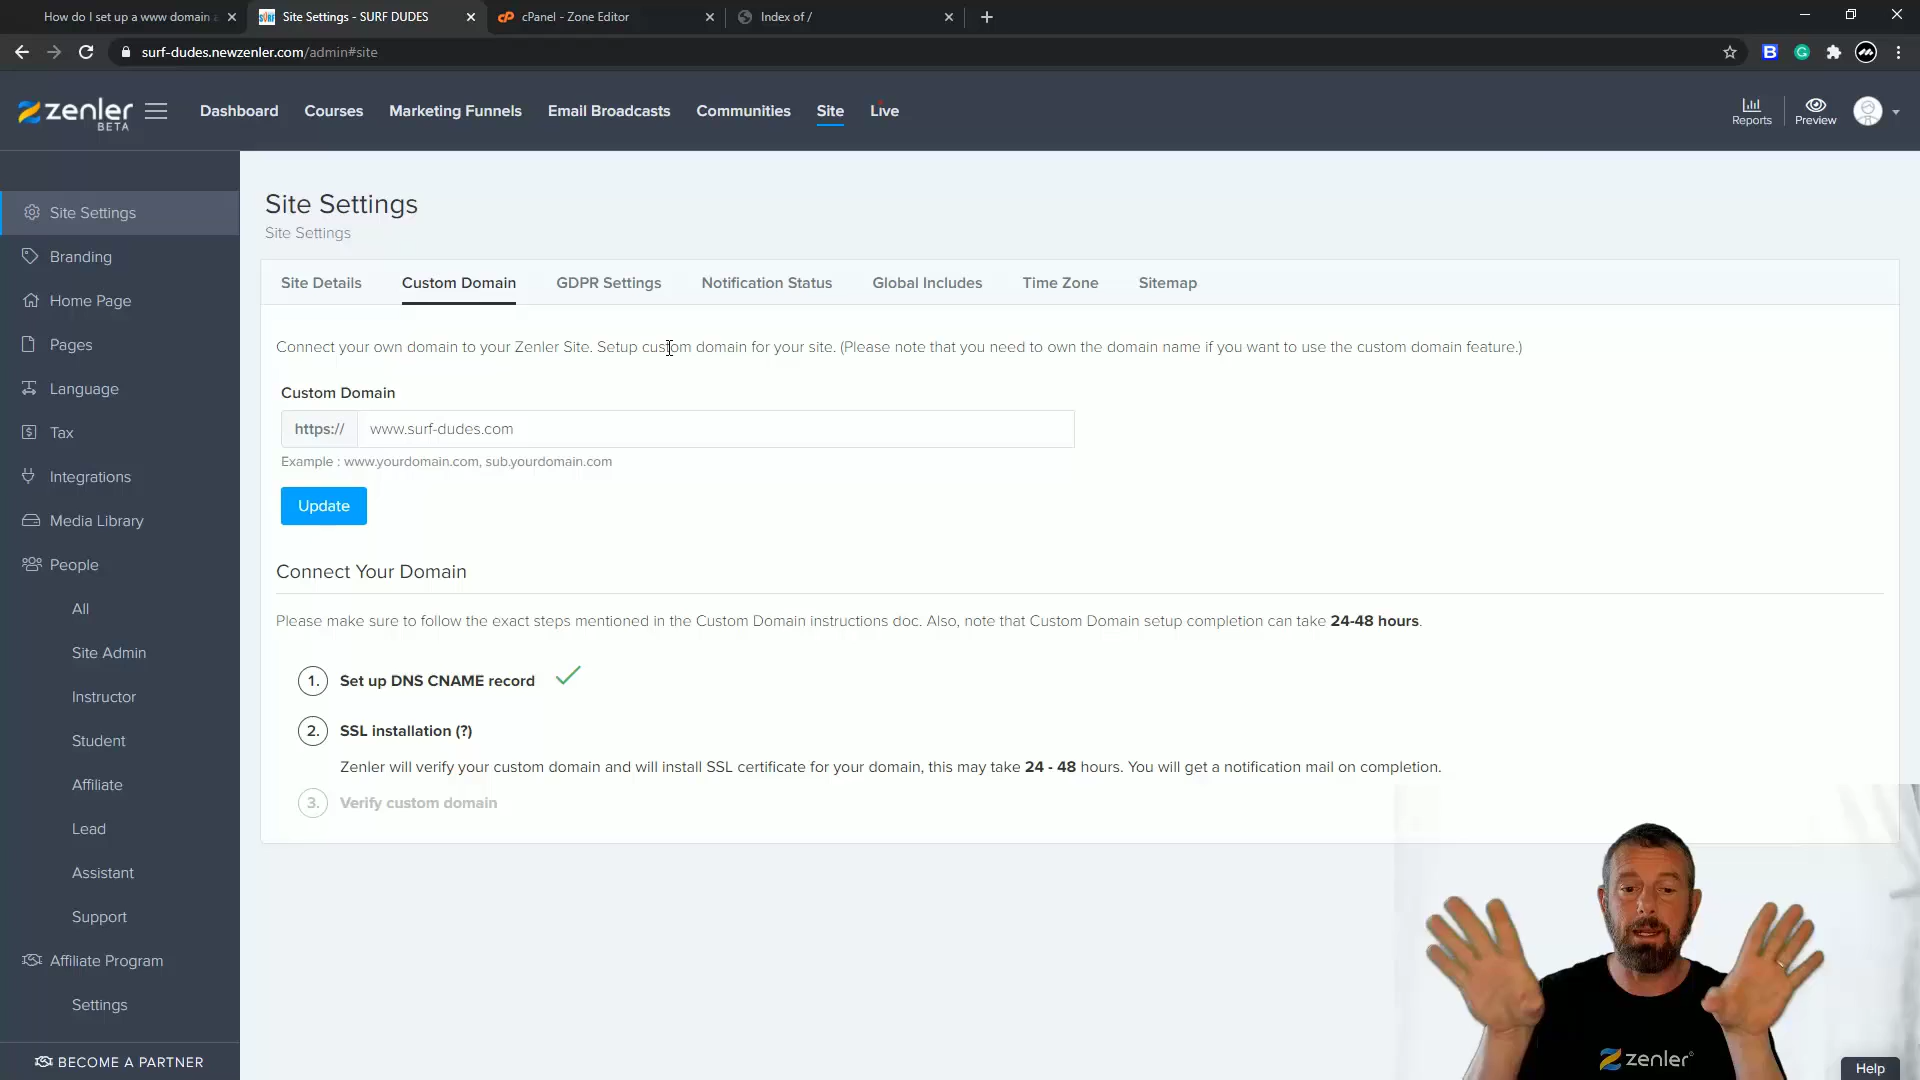 How do I set up a www domain
Site Settings - SURF DUDES
cPanel - Zone Editor
Index of /
surf-dudes.newzenler.com/admin#site
zenler
BETA
Dashboard
Courses
Marketing Funnels
Email Broadcasts
Communities
Site
Live
Reports
Preview
Site Settings
Branding
Home Page
Pages
Language
Tax
Integrations
Media Library
People
All
Site Admin
Instructor
Student
Affiliate
Lead
Assistant
Support
Affiliate Program
Settings
BECOME A PARTNER
Site Settings
Site Settings
Site Details
Custom Domain
GDPR Settings
Notification Status
Global Includes
Time Zone
Sitemap
Connect your own domain to your Zenler Site. Setup custom domain for your site. (Please note that you need to own the domain name if you want to use the custom domain feature.)
Custom Domain
https:// www.surf-dudes.com
Example : www.yourdomain.com, sub.yourdomain.com
Update
Connect Your Domain
Please make sure to follow the exact steps mentioned in the Custom Domain instructions doc. Also, note that Custom Domain setup completion can take 24-48 hours.
1. Set up DNS CNAME record
2. SSL installation (?)
Zenler will verify your custom domain and will install SSL certificate for your domain, this may take 24 - 48 hours. You will get a notification mail on completion.
3. Verify custom domain
zenler
Help